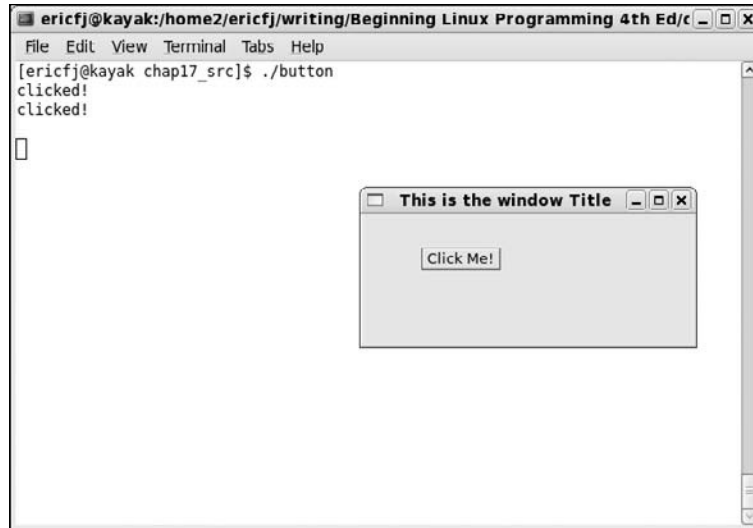 ericfj@kayak:/home2/ericfj/writing/Beginning Linux Programming 4th Ed/c
File Edit View Terminal Tabs Help
[ericfj@kayak chap17_src]$ ./button
clicked!
clicked!
This is the window Title
Click Me!